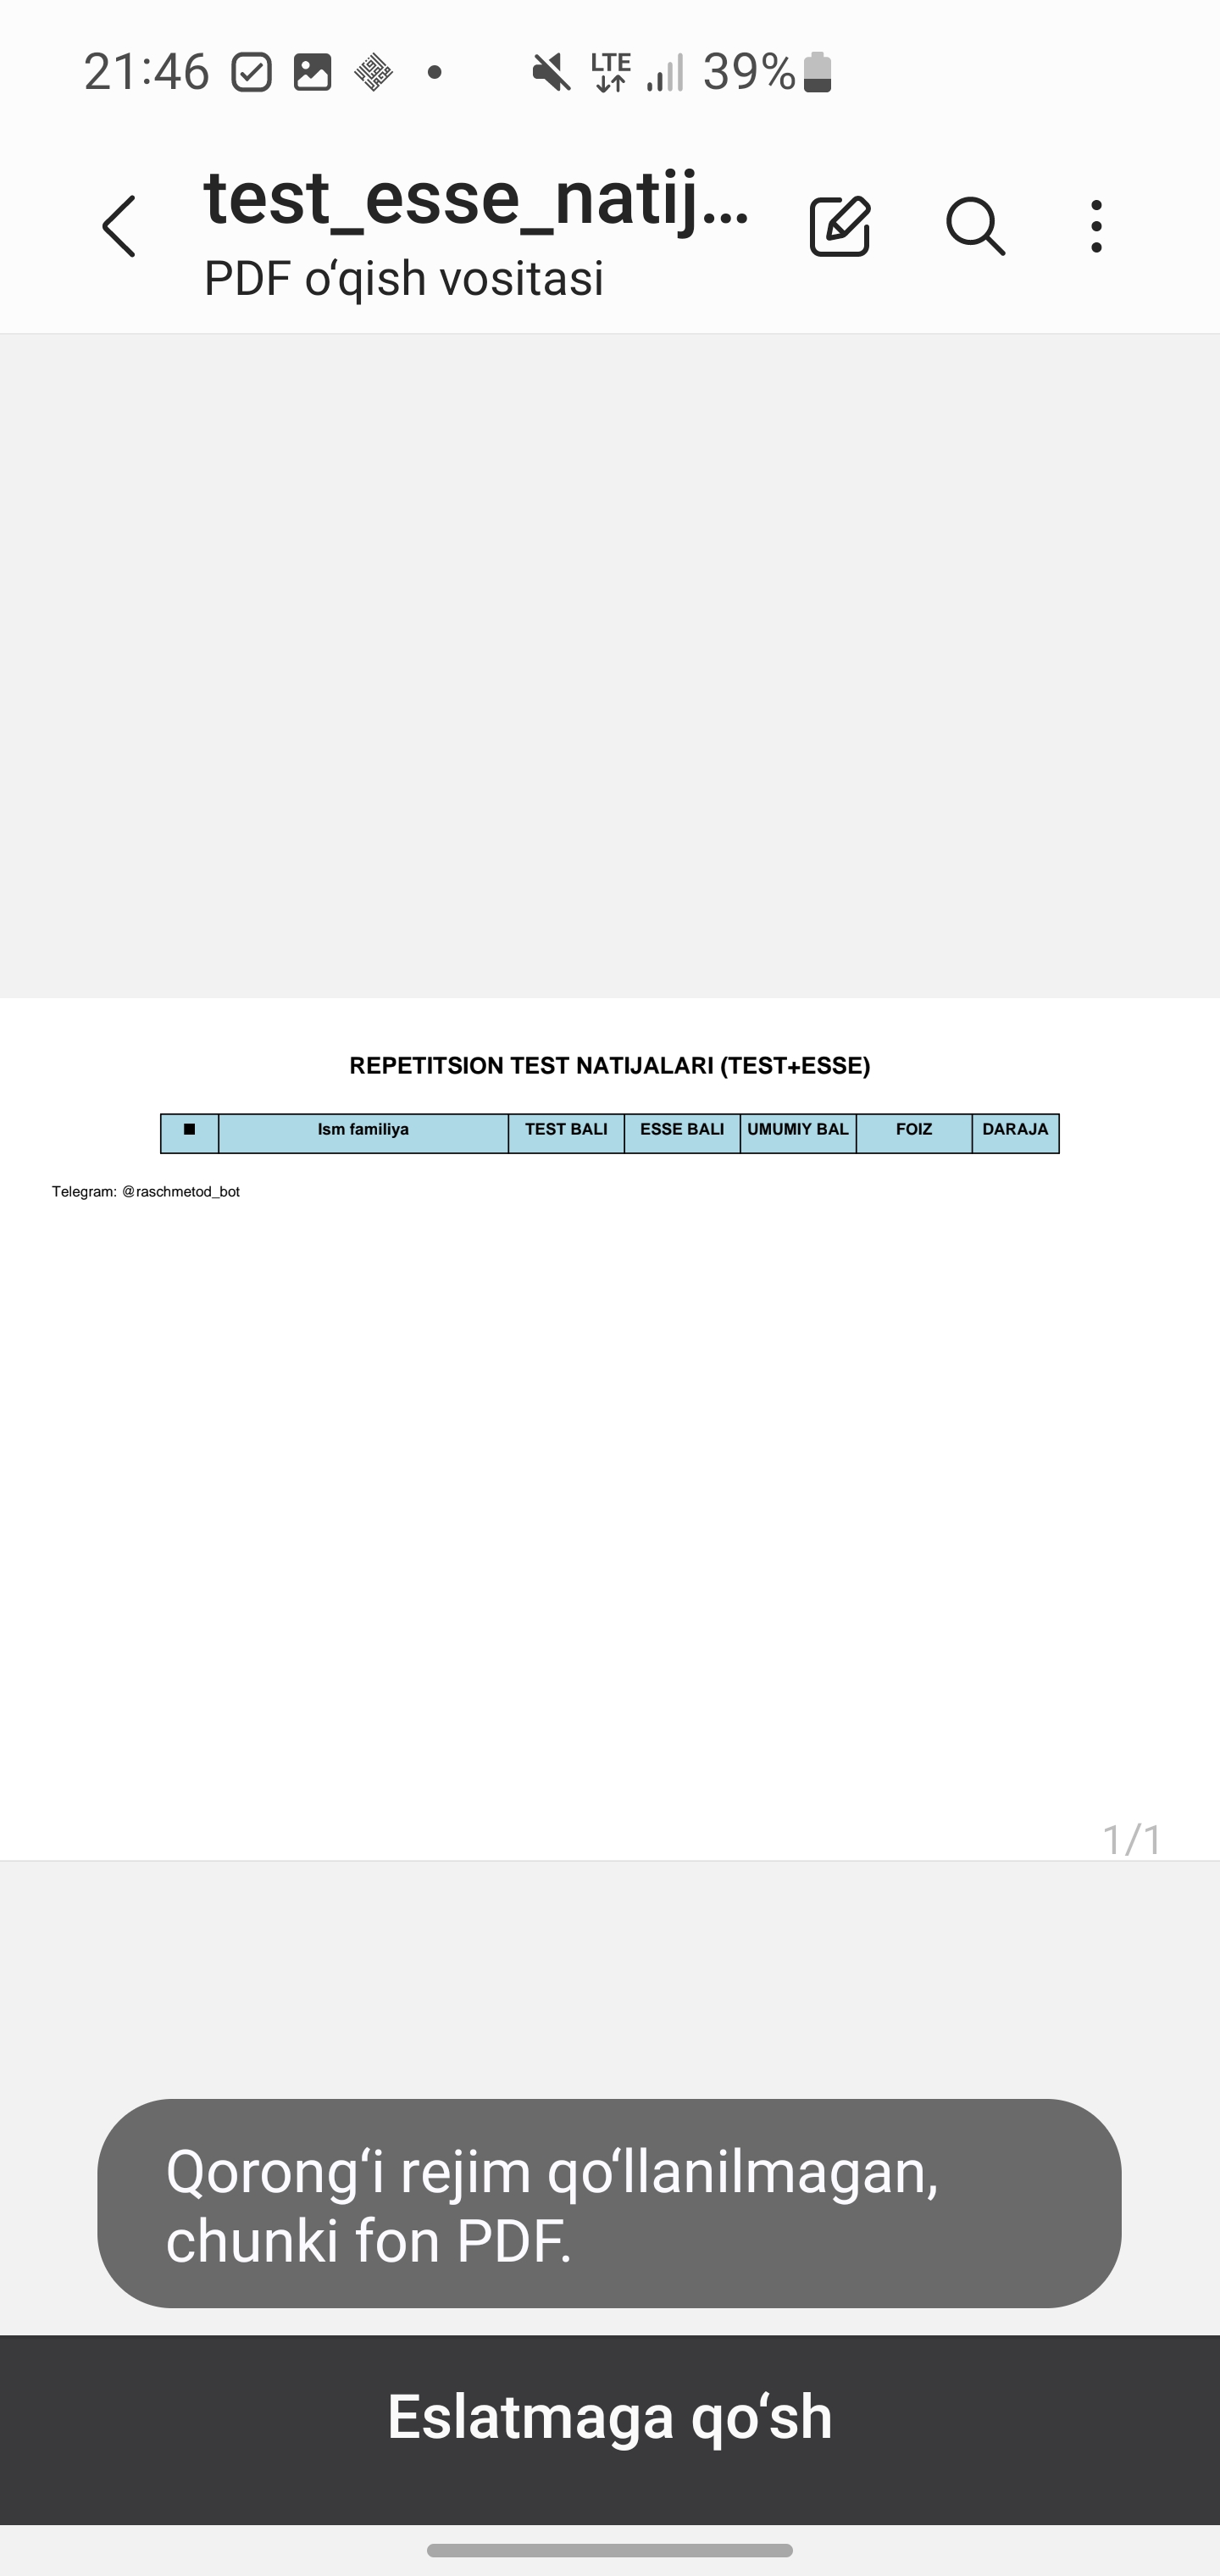 21:46
LTE
39%
test_esse_natij...
PDF oʻqish vositasi
REPETITSION TEST NATIJALARI (TEST+ESSE)
■ Ism familiya TEST BALI ESSE BALI UMUMIY BAL FOIZ DARAJA
Telegram: @raschmetod_bot
1/1
Qorongʻi rejim qoʻllanilmagan,
chunki fon PDF.
Eslatmaga qoʻsh